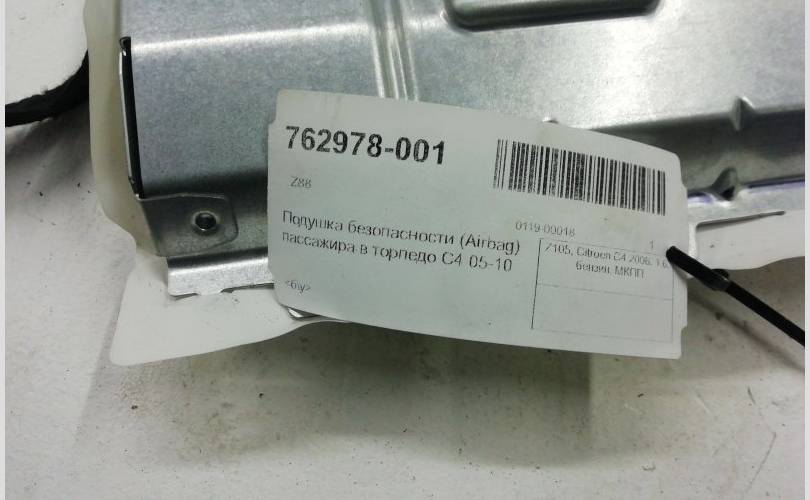 762978-001
Z88
0119-00018
1
Подушка безопасности (Airbag)
пассажира в торпедо C4 05-10
Z105, Citroen C4 2006, 1.6,
бензин, МКПП
<б\у>